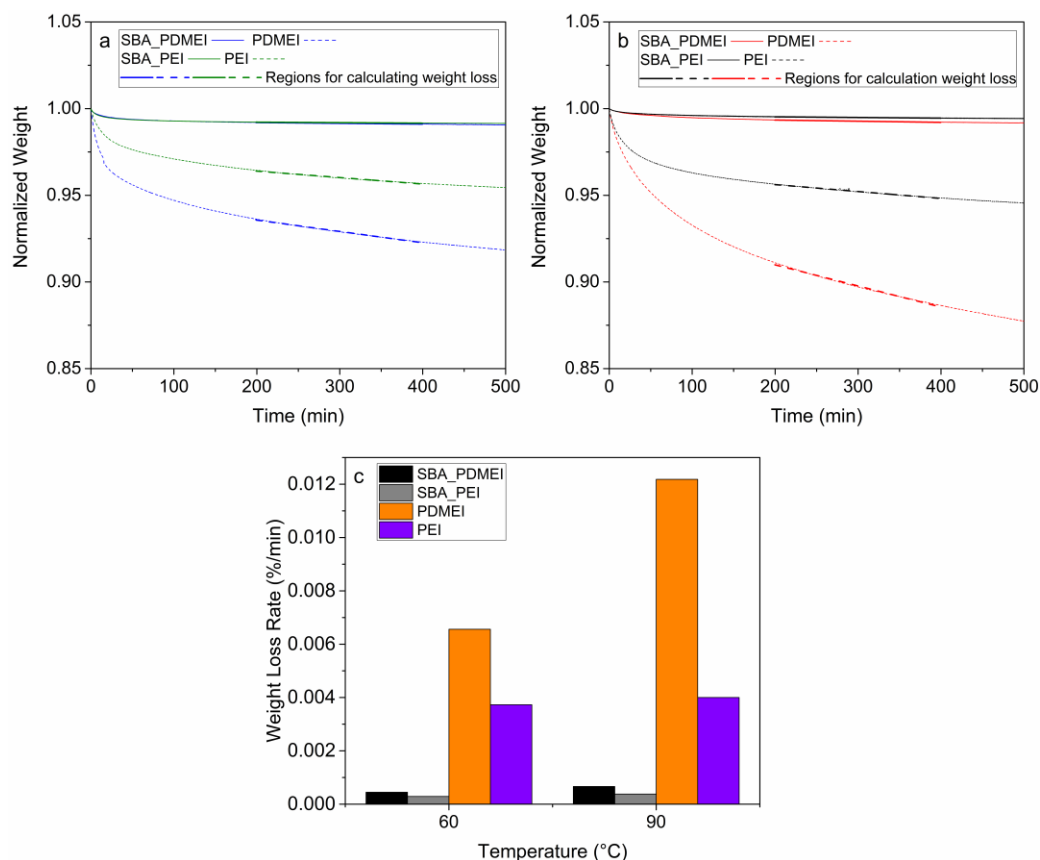 a
SBA_PDMEI PDMEI
SBA_PEI PEI
Regions for calculating weight loss
1.05
1.00
0.95
0.90
0.85
Normalized Weight
0 100 200 300 400 500
Time (min)
b
SBA_PDMEI PDMEI
SBA_PEI PEI
Regions for calculation weight loss
1.05
1.00
0.95
0.90
0.85
Normalized Weight
0 100 200 300 400 500
Time (min)
c
SBA_PDMEI
SBA_PEI
PDMEI
PEI
0.012
0.010
0.008
0.006
0.004
0.002
0.000
Weight Loss Rate (%/min)
60 90
Temperature (°C)